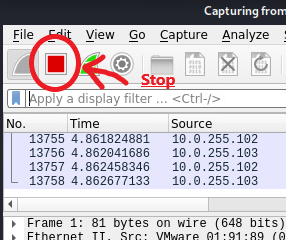 Capturing from
File Edit View Go Capture Analyze S
Stop
Apply a display filter ... <Ctrl-/>
No. Time Source
13755 4.861824881 10.0.255.102
13756 4.862041686 10.0.255.103
13757 4.862458346 10.0.255.102
13758 4.862677133 10.0.255.103
Frame 1: 81 bytes on wire (648 bits)
Ethernet II, Src: VMware 01:91:89 (0